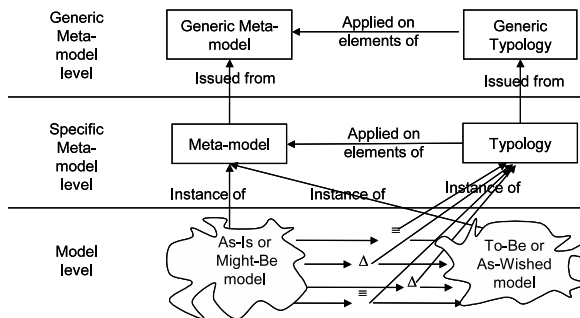 Generic
Meta-
model
level
Generic Meta-
model
Applied on
elements of
Generic
Typology
Issued from
Issued from
Specific
Meta-
model
level
Meta-model
Applied on
elements of
Typology
Instance of
Instance of
Instance of
Model
level
As-Is or
Might-Be
model
≡
Δ
Δ
≡
To-Be or
As-Wished
model